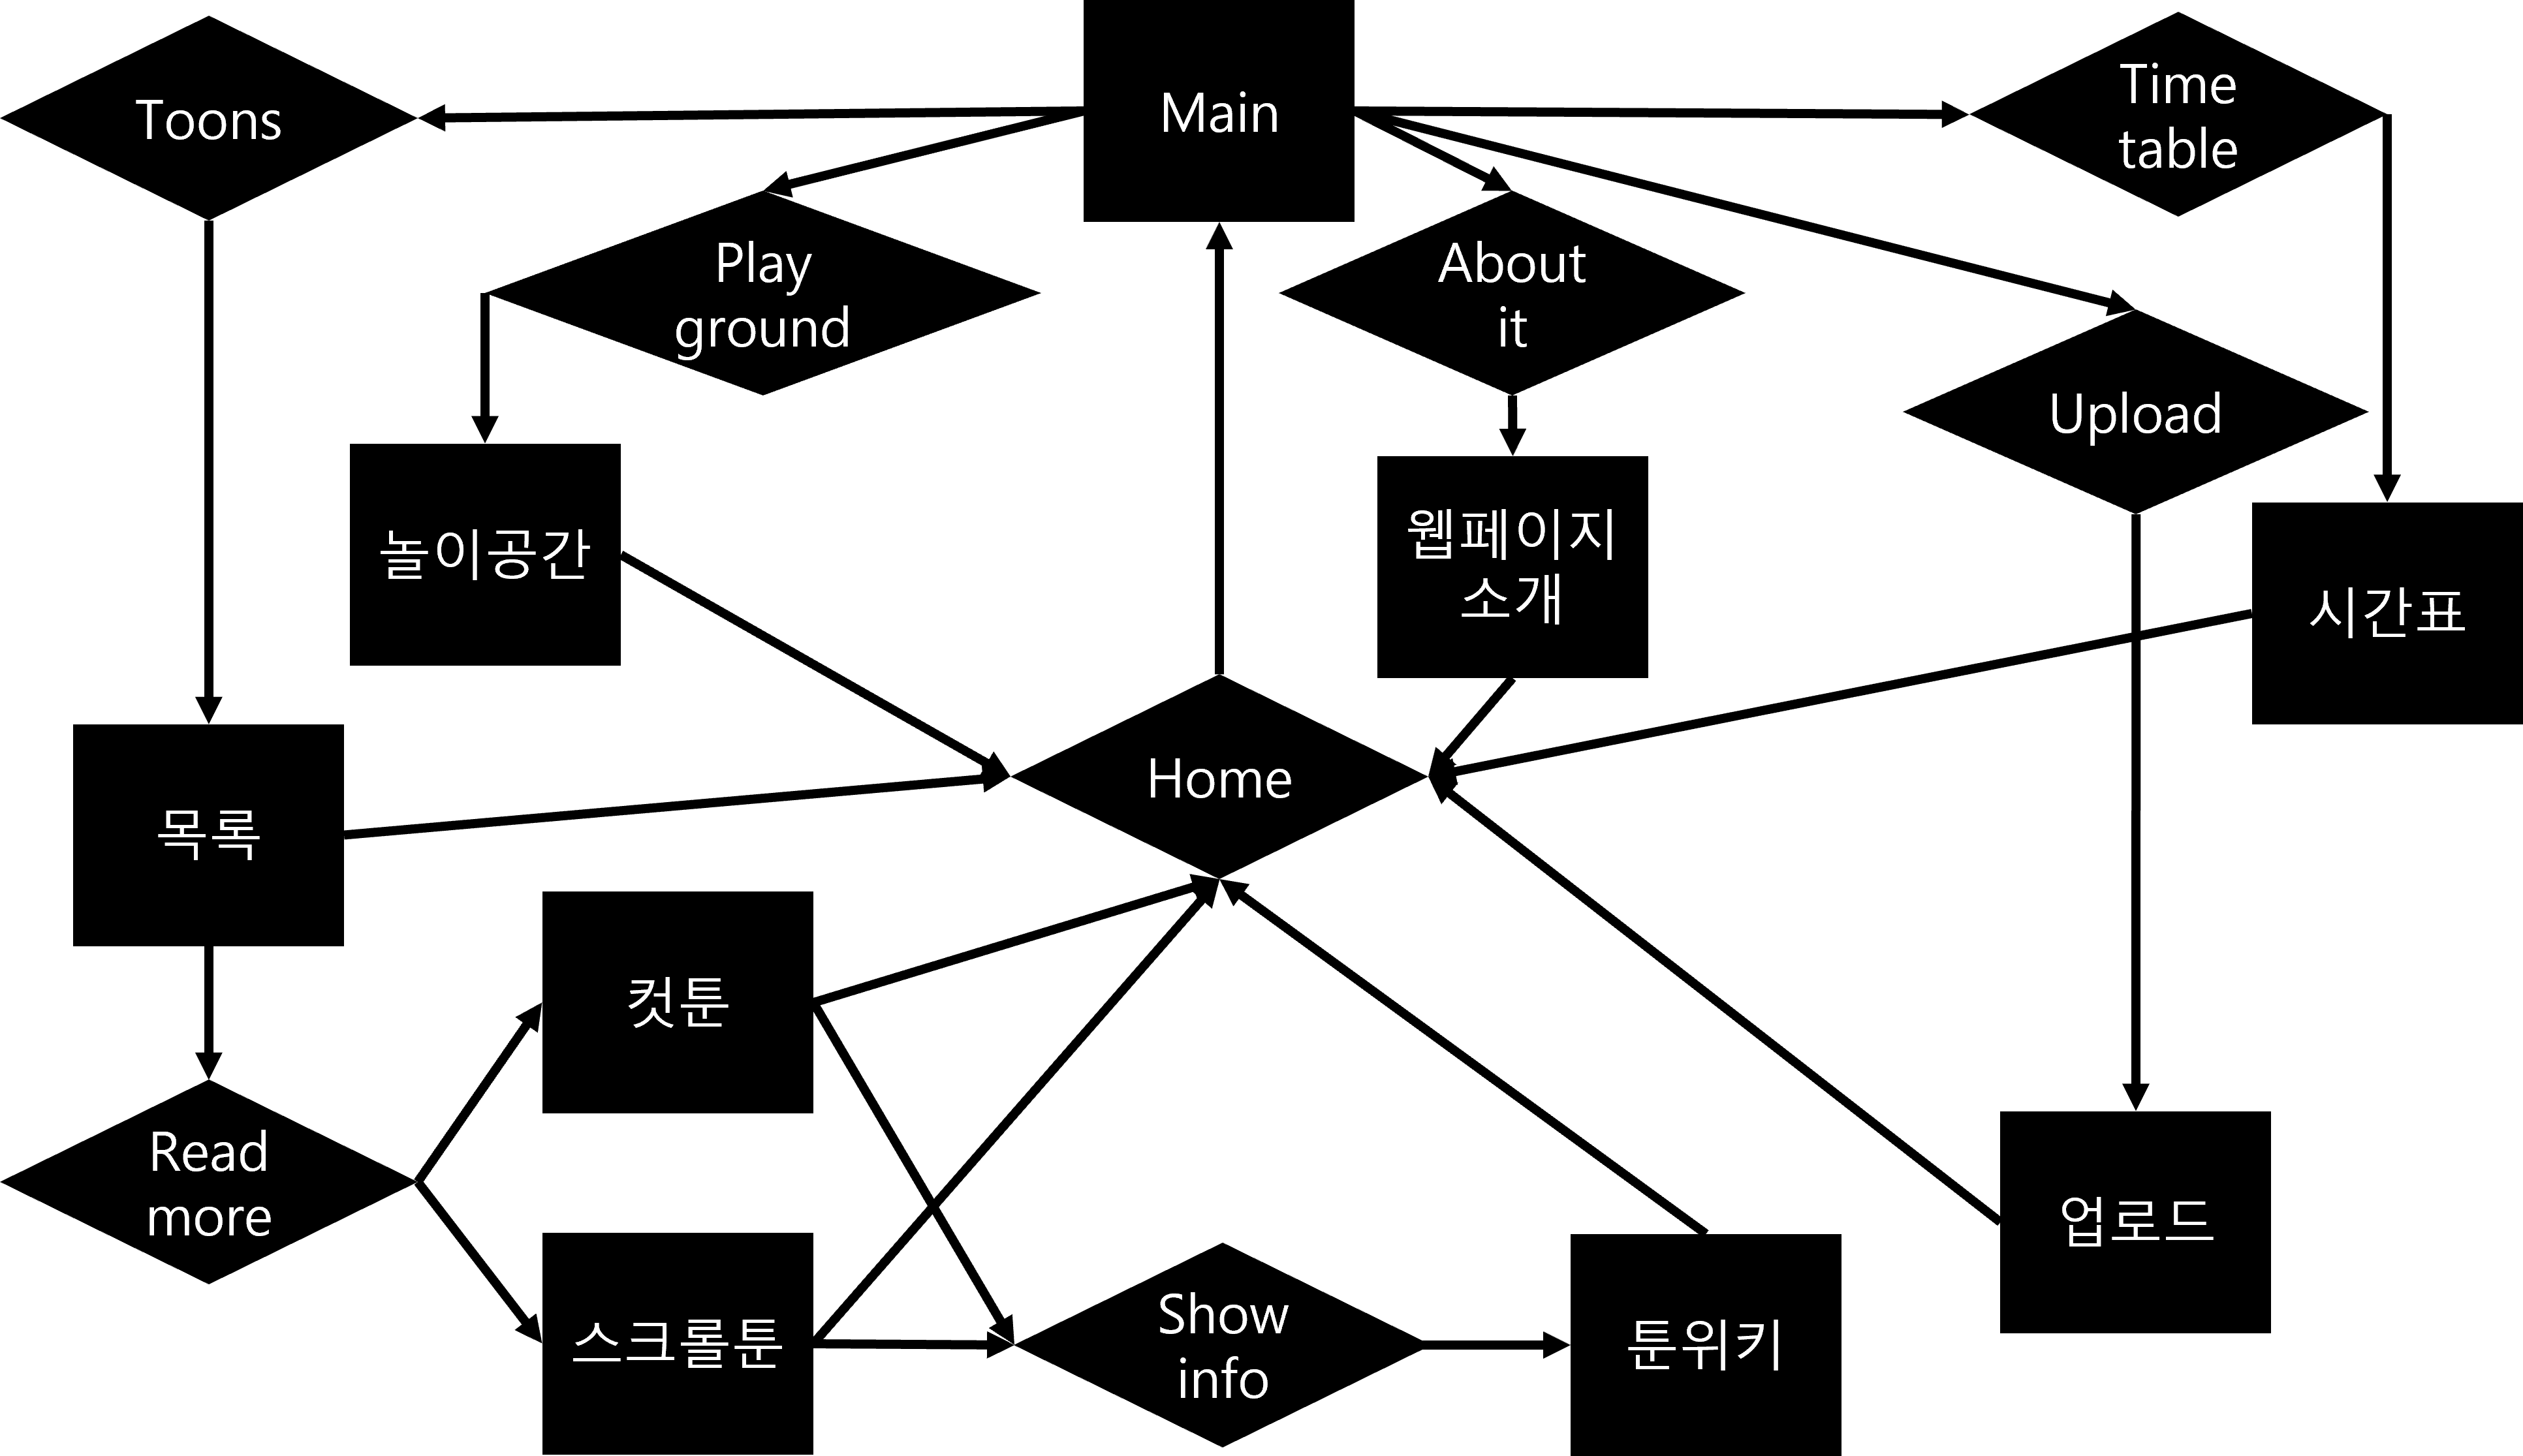 Toons
Main
Time
table
Play
ground
About
it
Upload
놀이공간
웹페이지
소개
시간표
Home
목록
컷툰
Read
more
업로드
스크롤툰
Show
info
툰위키